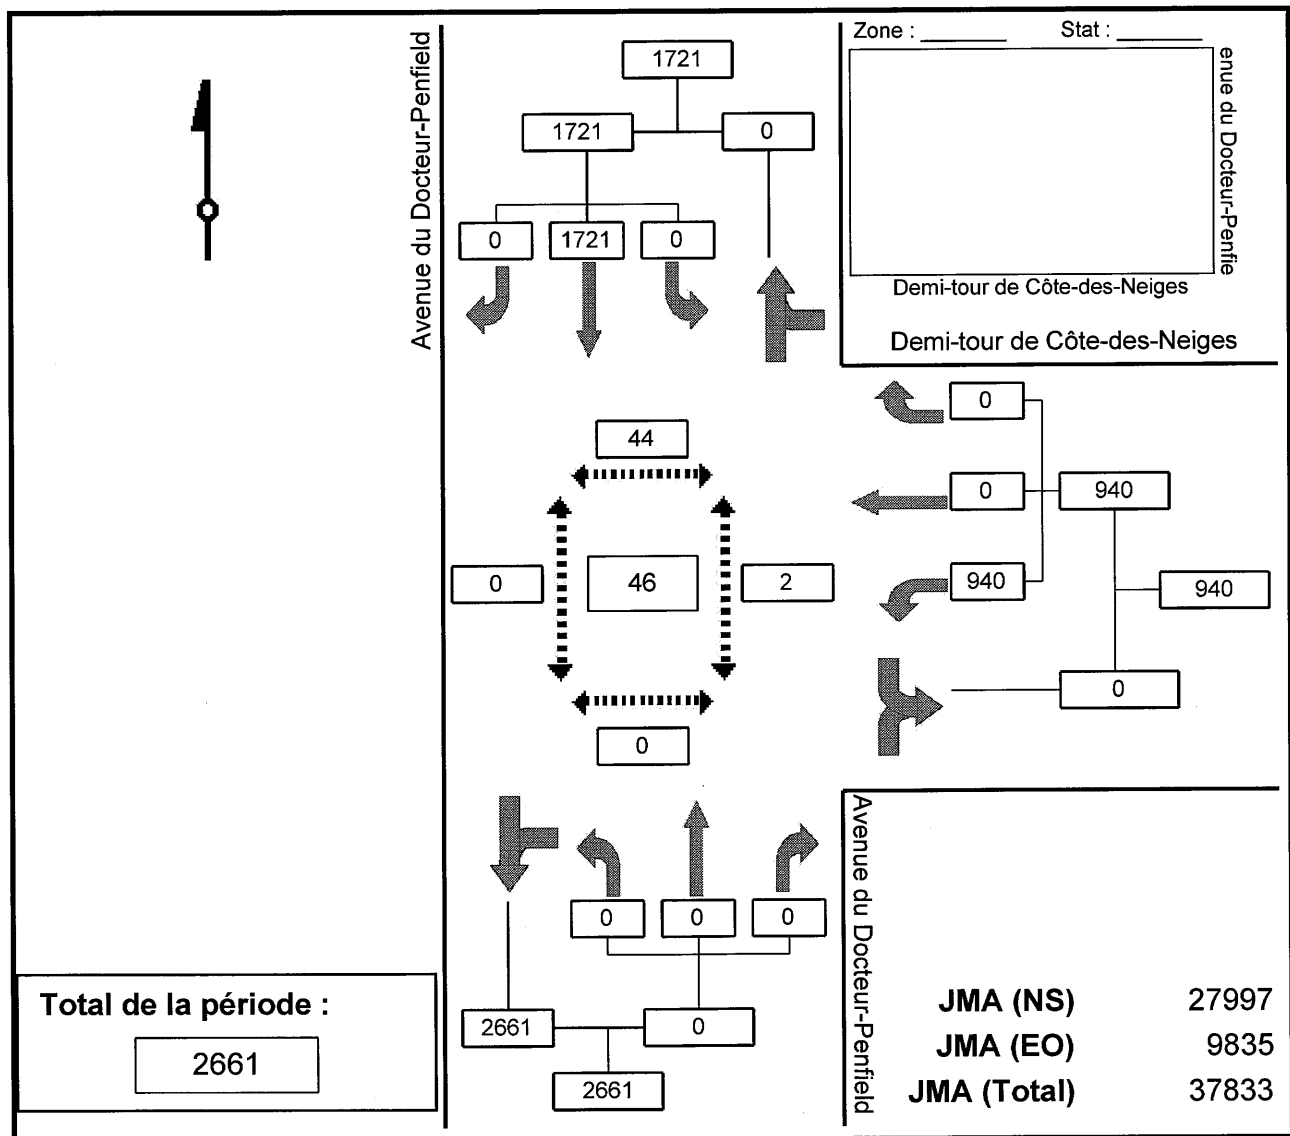 Avenue du Docteur-Penfield
1721
1721 0
0 1721 0
Zone : ________ Stat : ________
enue du Docteur-Penfie
Demi-tour de Côte-des-Neiges
Demi-tour de Côte-des-Neiges
0
44
0 940
0 46 2
940 940
0
0
Avenue du Docteur-Penfield
0 0 0
2661 0
2661
Total de la période :
2661
JMA (NS) 27997
JMA (EO) 9835
JMA (Total) 37833